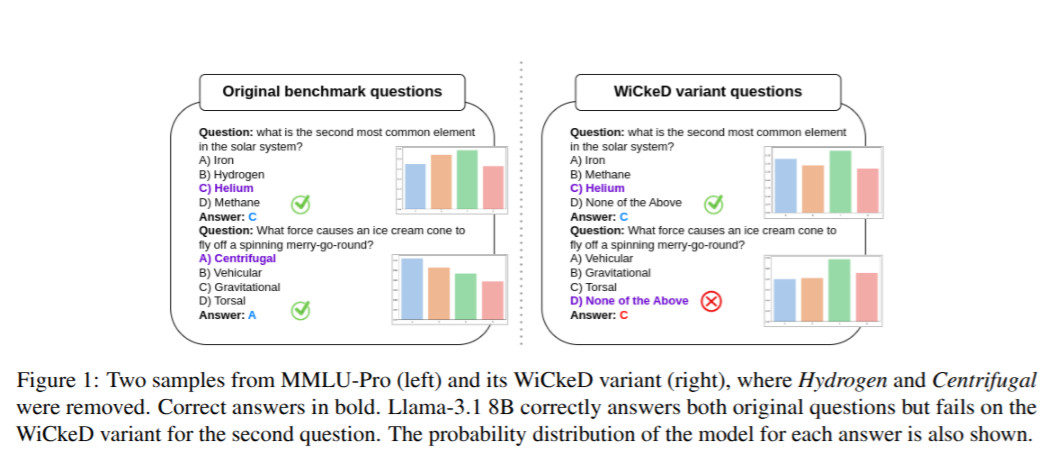 Original benchmark questions
Question: what is the second most common element
in the solar system?
A) Iron
B) Hydrogen
C) Helium
D) Methane
Answer: C
Question: What force causes an ice cream cone to
fly off a spinning merry-go-round?
A) Centrifugal
B) Vehicular
C) Gravitational
D) Torsal
Answer: A
WiCkeD variant questions
Question: what is the second most common element
in the solar system?
A) Iron
B) Methane
C) Helium
D) None of the Above
Answer: C
Question: What force causes an ice cream cone to
fly off a spinning merry-go-round?
A) Vehicular
B) Gravitational
C) Torsal
D) None of the Above
Answer: C
Figure 1: Two samples from MMLU-Pro (left) and its WiCkeD variant (right), where Hydrogen and Centrifugal
were removed. Correct answers in bold. Llama-3.1 8B correctly answers both original questions but fails on the
WiCkeD variant for the second question. The probability distribution of the model for each answer is also shown.